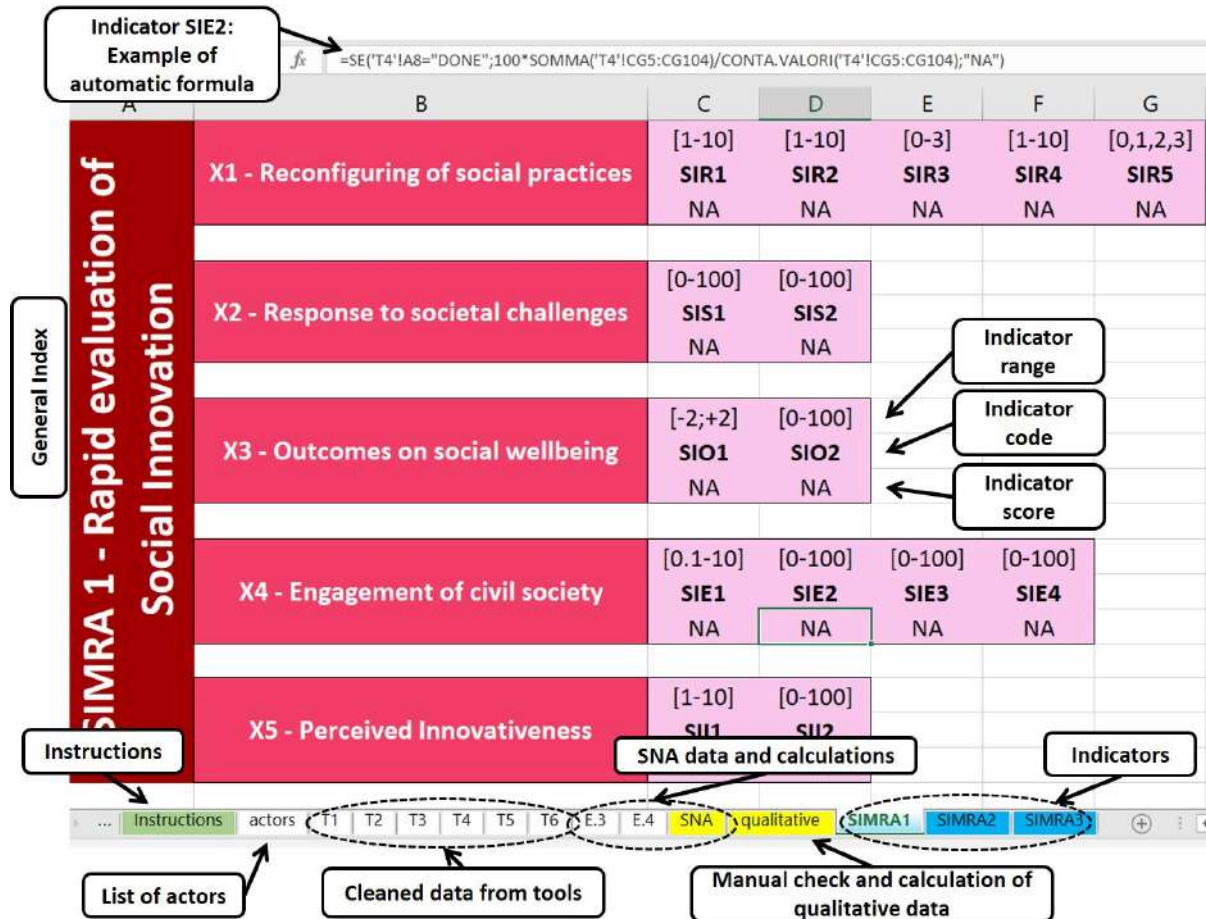 Indicator SIE2:
Example of
automatic formula
fx =SE('T4'!A8="DONE";100*SOMMA('T4'!CG5:CG104)/CONTA.VALORI('T4'!CG5:CG104);"NA")
A B C D E F G
General Index
SIMRA 1 - Rapid evaluation of
Social Innovation
X1 - Reconfiguring of social practices
[1-10] [1-10] [0-3] [1-10] [0,1,2,3]
SIR1 SIR2 SIR3 SIR4 SIR5
NA NA NA NA NA
X2 - Response to societal challenges
[0-100] [0-100]
SIS1 SIS2
NA NA
X3 - Outcomes on social wellbeing
[-2;+2] [0-100]
SIO1 SIO2
NA NA
Indicator
range
Indicator
code
Indicator
score
X4 - Engagement of civil society
[0.1-10] [0-100] [0-100] [0-100]
SIE1 SIE2 SIE3 SIE4
NA NA NA NA
X5 - Perceived Innovativeness
[1-10] [0-100]
SII1 SII2
Instructions
SNA data and calculations
Indicators
... Instructions actors T1 T2 T3 T4 T5 T6 E.3 E.4 SNA qualitative SIMRA1 SIMRA2 SIMRA3
List of actors
Cleaned data from tools
Manual check and calculation of
qualitative data